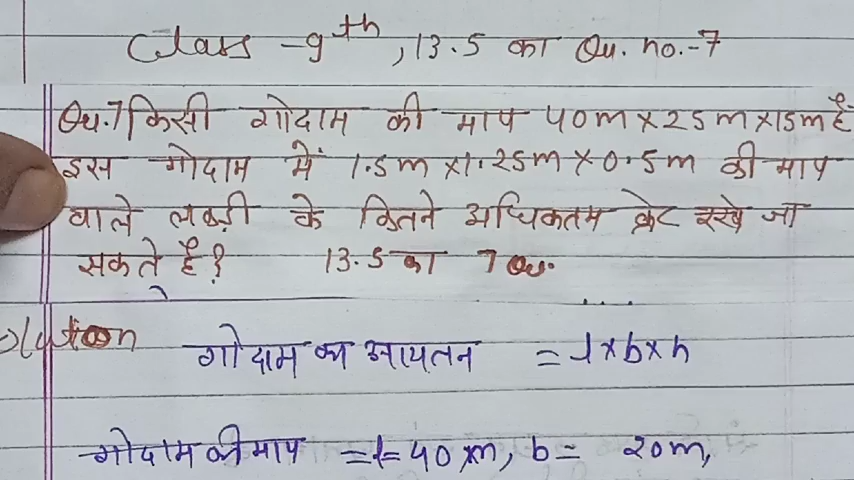 Class -9th, 13.5 का Qu. no.-7
Qu.7 किसी गोदाम की माप 40m×25m×15m है
इस गोदाम में 1.5m×1.25m×0.5m की माप
वाले लकड़ी के कितने अधिकतम क्रेट रखे जा
सकते है? 13.5 का 7 Qu.
गोदाम का आयतन = l×b×h
गोदाम की माप = l= 40 m, b = 20m,